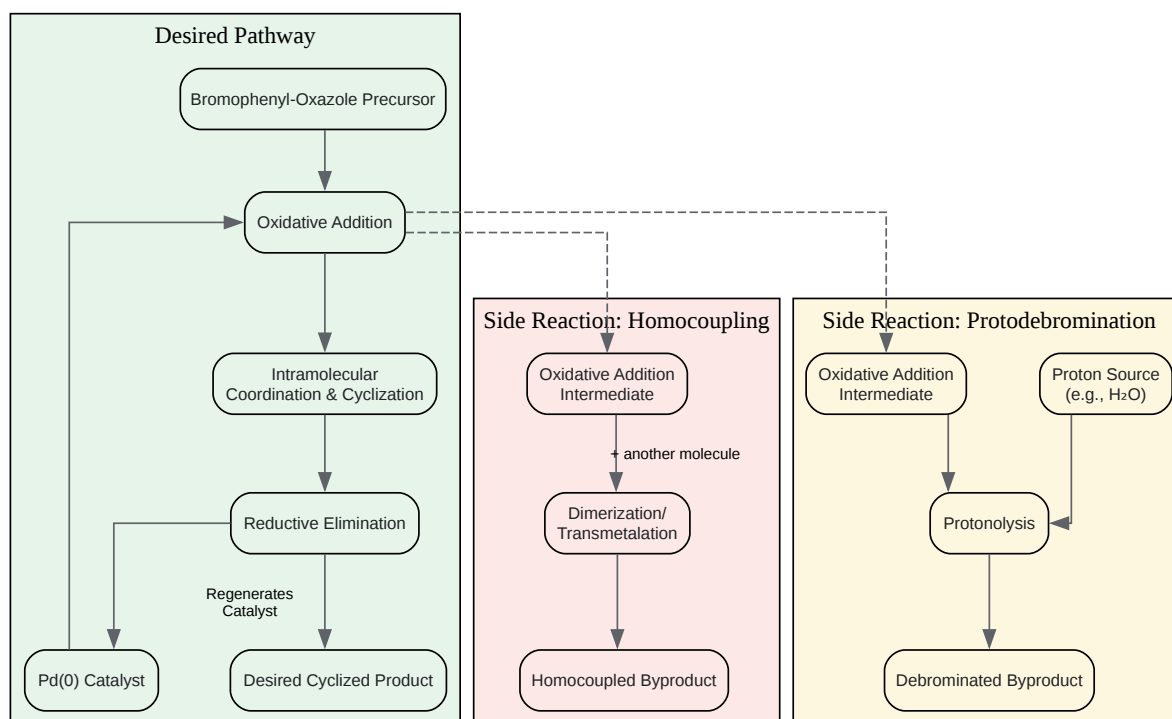 Desired Pathway
Bromophenyl-Oxazole Precursor
Oxidative Addition
Intramolecular
Coordination & Cyclization
Reductive Elimination
Regenerates
Catalyst
Pd(0) Catalyst
Desired Cyclized Product
Side Reaction: Homocoupling
Oxidative Addition
Intermediate
+ another molecule
Dimerization/
Transmetalation
Homocoupled Byproduct
Side Reaction: Protodebromination
Oxidative Addition
Intermediate
Proton Source
(e.g., H₂O)
Protonolysis
Debrominated Byproduct